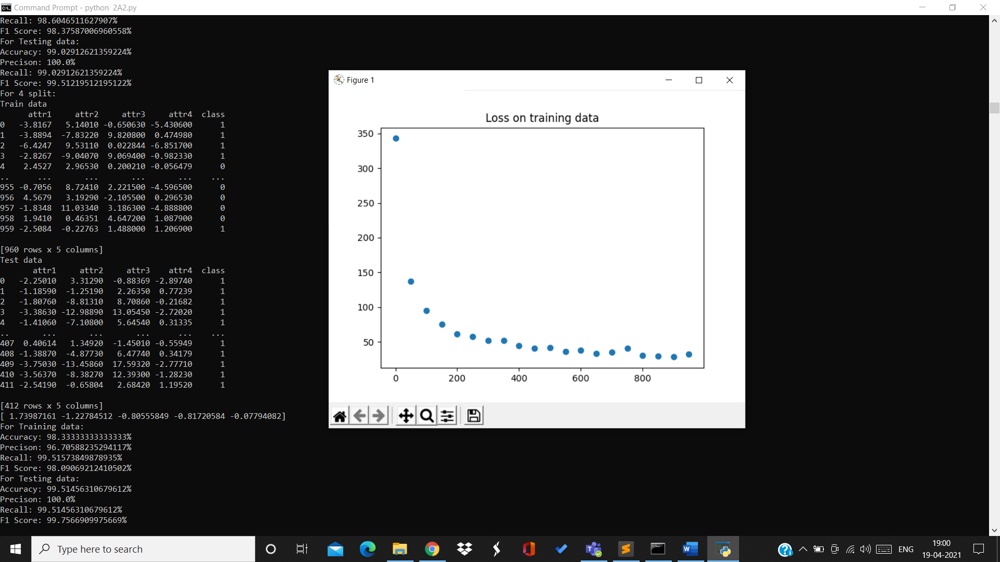 Command Prompt - python  2A2.py
Recall: 98.6046511627907%
F1 Score: 98.37587006960558%
For Testing data:
Accuracy: 99.02912621359224%
Precison: 100.0%
Recall: 99.02912621359224%
F1 Score: 99.51219512195122%
For 4 split:
Train data
      attr1     attr2     attr3     attr4  class
0   -3.8167   5.14010 -0.650630 -5.430600      1
1   -3.8894  -7.83220  9.820800  0.474980      1
2   -6.4247   9.53110  0.022844 -6.851700      1
3   -2.8267  -9.04070  9.069400 -0.982330      1
4    2.4527   2.96530  0.200210 -0.056479      0
..      ...       ...       ...       ...    ...
955 -0.7056   8.72410  2.221500 -4.596500      0
956  4.5679   3.19290 -2.105500  0.296530      0
957 -1.8348  11.03340  3.186300 -4.888800      0
958  1.9410   0.46351  4.647200  1.087900      0
959 -2.5084  -0.22763  1.488000  1.206900      1
[960 rows x 5 columns]
Test data
       attr1     attr2     attr3    attr4  class
0   -2.25010   3.31290  -0.88369 -2.89740      1
1   -1.18590  -1.25190   2.26350  0.77239      1
2   -1.80760  -8.81310   8.70860 -0.21682      1
3   -3.38630 -12.98890  13.05450 -2.72020      1
4   -1.41060  -7.10800   5.64540  0.31335      1
..       ...       ...       ...      ...    ...
407  0.40614   1.34920  -1.45010 -0.55949      1
408 -1.38870  -4.87730   6.47740  0.34179      1
409 -3.75030 -13.45860  17.59320 -2.77710      1
410 -3.56370  -8.38270  12.39300 -1.28230      1
411 -2.54190  -0.65804   2.68420  1.19520      1
[412 rows x 5 columns]
[ 1.73987161 -1.22784512 -0.80555849 -0.81720584 -0.07794082]
For Training data:
Accuracy: 98.33333333333333%
Precison: 96.70588235294117%
Recall: 99.51573849878935%
F1 Score: 98.09069212410502%
For Testing data:
Accuracy: 99.51456310679612%
Precison: 100.0%
Recall: 99.51456310679612%
F1 Score: 99.7566909975669%
Figure 1
Loss on training data
350
300
250
200
150
100
50
0 200 400 600 800
Type here to search
ENG
19:00
19-04-2021